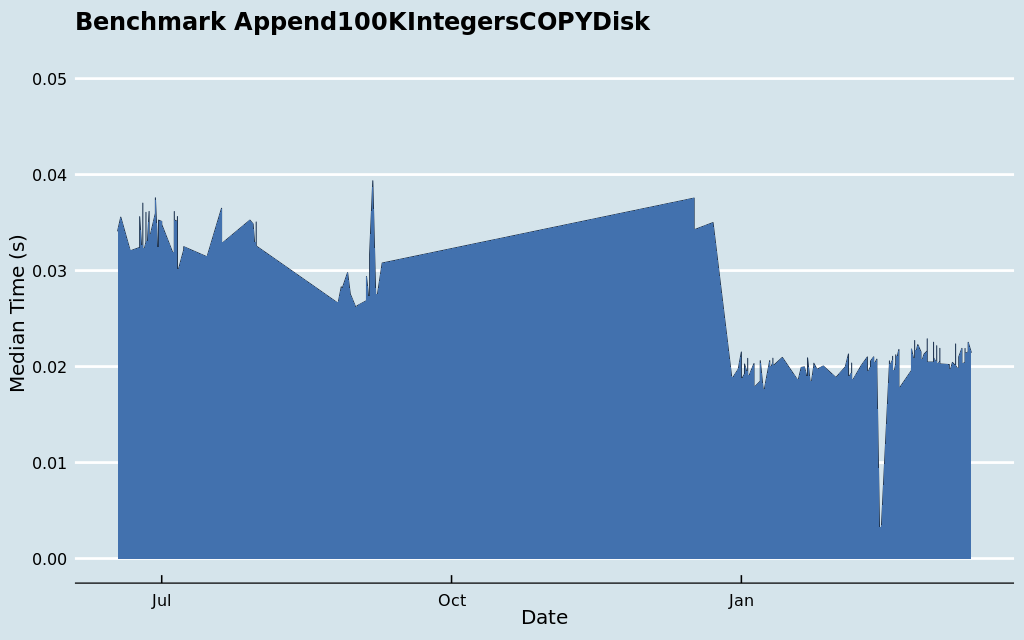 Benchmark Append100KIntegersCOPYDisk
0.05
0.04
0.03
0.02
0.01
0.00
Median Time (s)
Jul
Oct
Jan
Date